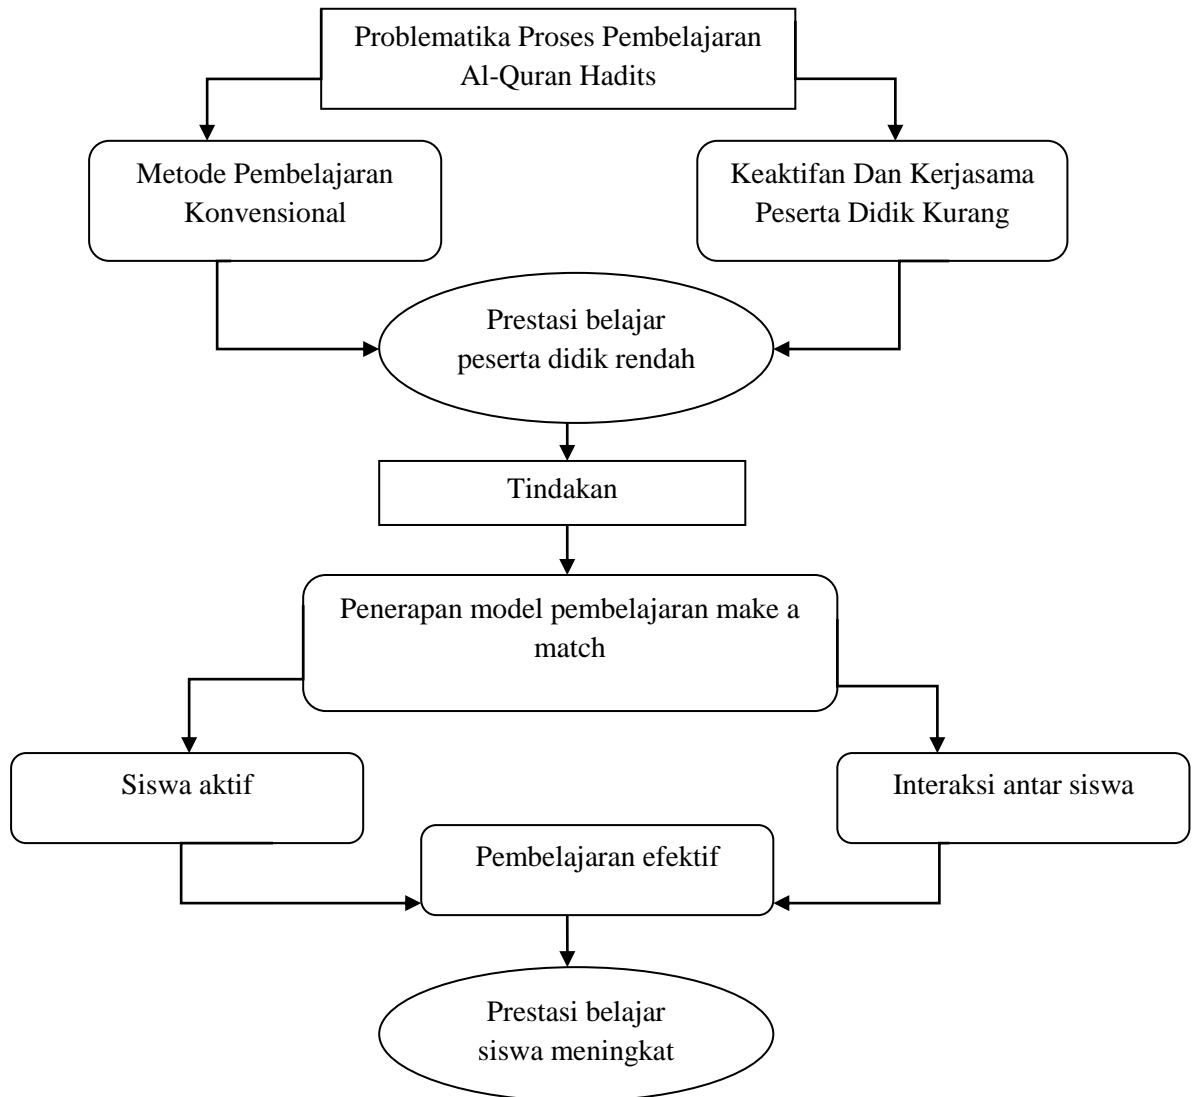 Problematika Proses Pembelajaran
Al-Quran Hadits
Metode Pembelajaran
Konvensional
Keaktifan Dan Kerjasama
Peserta Didik Kurang
Prestasi belajar
peserta didik rendah
Tindakan
Penerapan model pembelajaran make a
match
Siswa aktif
Interaksi antar siswa
Pembelajaran efektif
Prestasi belajar
siswa meningkat